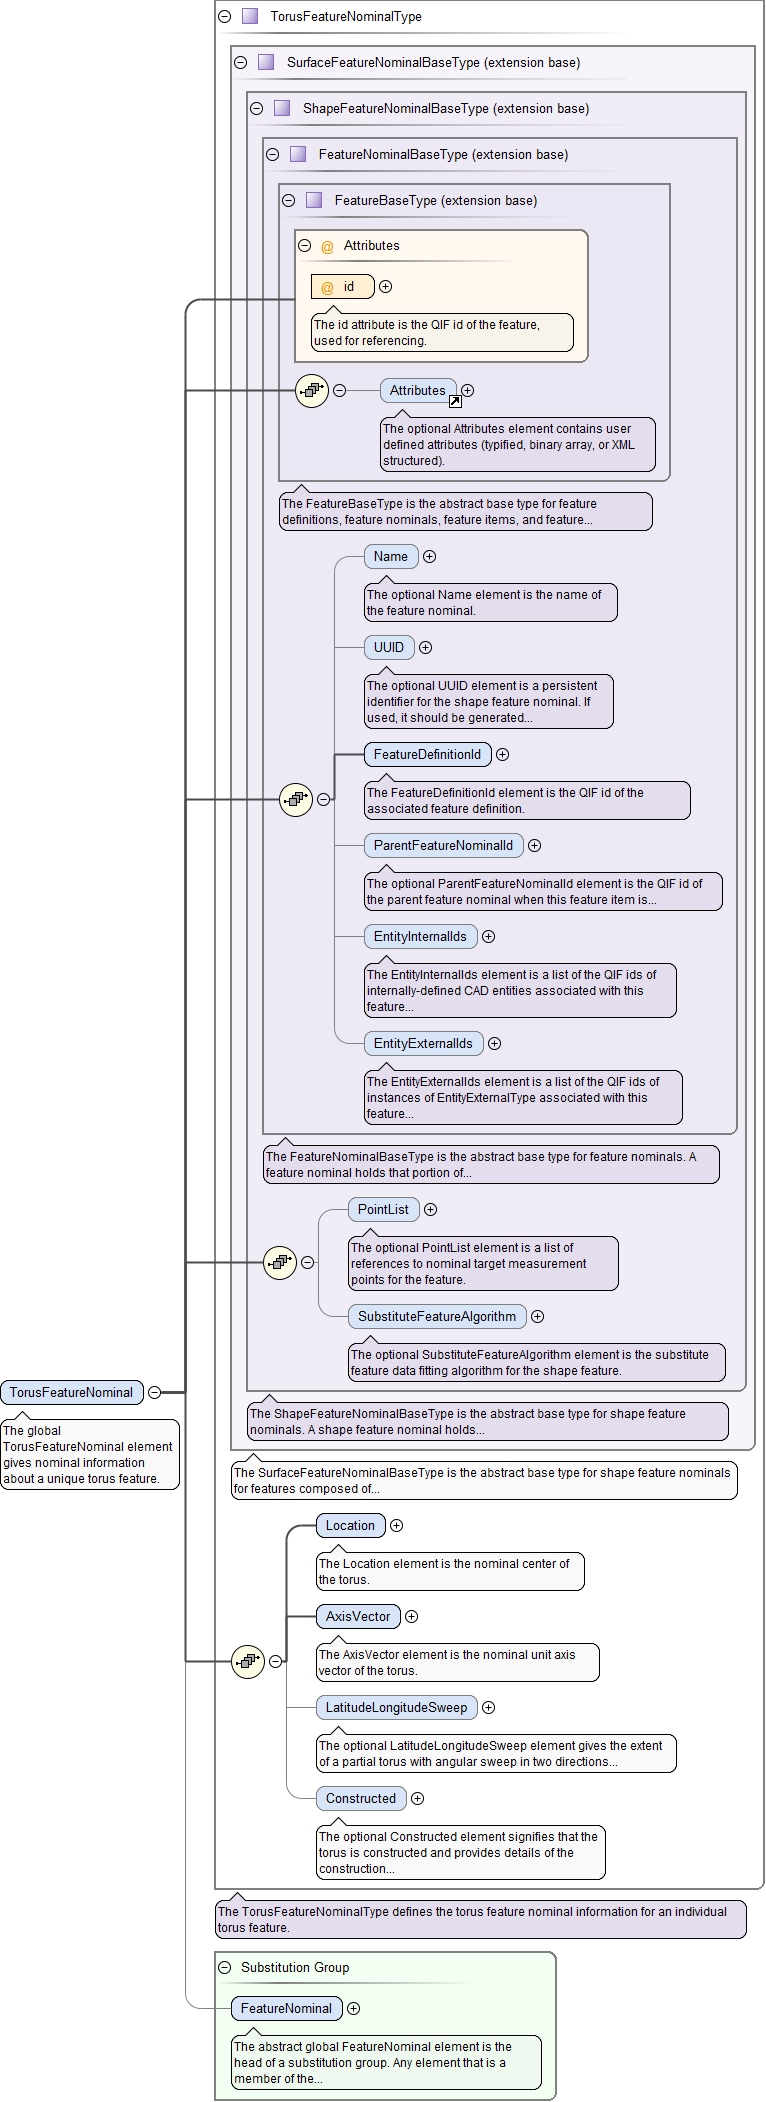 TorusFeatureNominalType
SurfaceFeatureNominalBaseType (extension base)
ShapeFeatureNominalBaseType (extension base)
FeatureNominalBaseType (extension base)
FeatureBaseType (extension base)
@ Attributes
@ id
The id attribute is the QIF id of the feature,
used for referencing.
Attributes
The optional Attributes element contains user
defined attributes (typified, binary array, or XML
structured).
The FeatureBaseType is the abstract base type for feature
definitions, feature nominals, feature items, and feature...
Name
The optional Name element is the name of
the feature nominal.
UUID
The optional UUID element is a persistent
identifier for the shape feature nominal. If
used, it should be generated...
FeatureDefinitionId
The FeatureDefinitionId element is the QIF id of the
associated feature definition.
ParentFeatureNominalId
The optional ParentFeatureNominalId element is the QIF id of
the parent feature nominal when this feature item is...
EntityInternalIds
The EntityInternalIds element is a list of the QIF ids of
internally-defined CAD entities associated with this
feature...
EntityExternalIds
The EntityExternalIds element is a list of the QIF ids of
instances of EntityExternalType associated with this
feature...
The FeatureNominalBaseType is the abstract base type for feature nominals. A
feature nominal holds that portion of...
PointList
The optional PointList element is a list of
references to nominal target measurement
points for the feature.
SubstituteFeatureAlgorithm
The optional SubstituteFeatureAlgorithm element is the substitute
feature data fitting algorithm for the shape feature.
TorusFeatureNominal
The global
TorusFeatureNominal element
gives nominal information
about a unique torus feature.
The ShapeFeatureNominalBaseType is the abstract base type for shape feature
nominals. A shape feature nominal holds...
The SurfaceFeatureNominalBaseType is the abstract base type for shape feature nominals
for features composed of...
Location
The Location element is the nominal center of
the torus.
AxisVector
The AxisVector element is the nominal unit axis
vector of the torus.
LatitudeLongitudeSweep
The optional LatitudeLongitudeSweep element gives the extent
of a partial torus with angular sweep in two directions...
Constructed
The optional Constructed element signifies that the
torus is constructed and provides details of the
construction...
The TorusFeatureNominalType defines the torus feature nominal information for an individual
torus feature.
Substitution Group
FeatureNominal
The abstract global FeatureNominal element is the
head of a substitution group. Any element that is a
member of the...